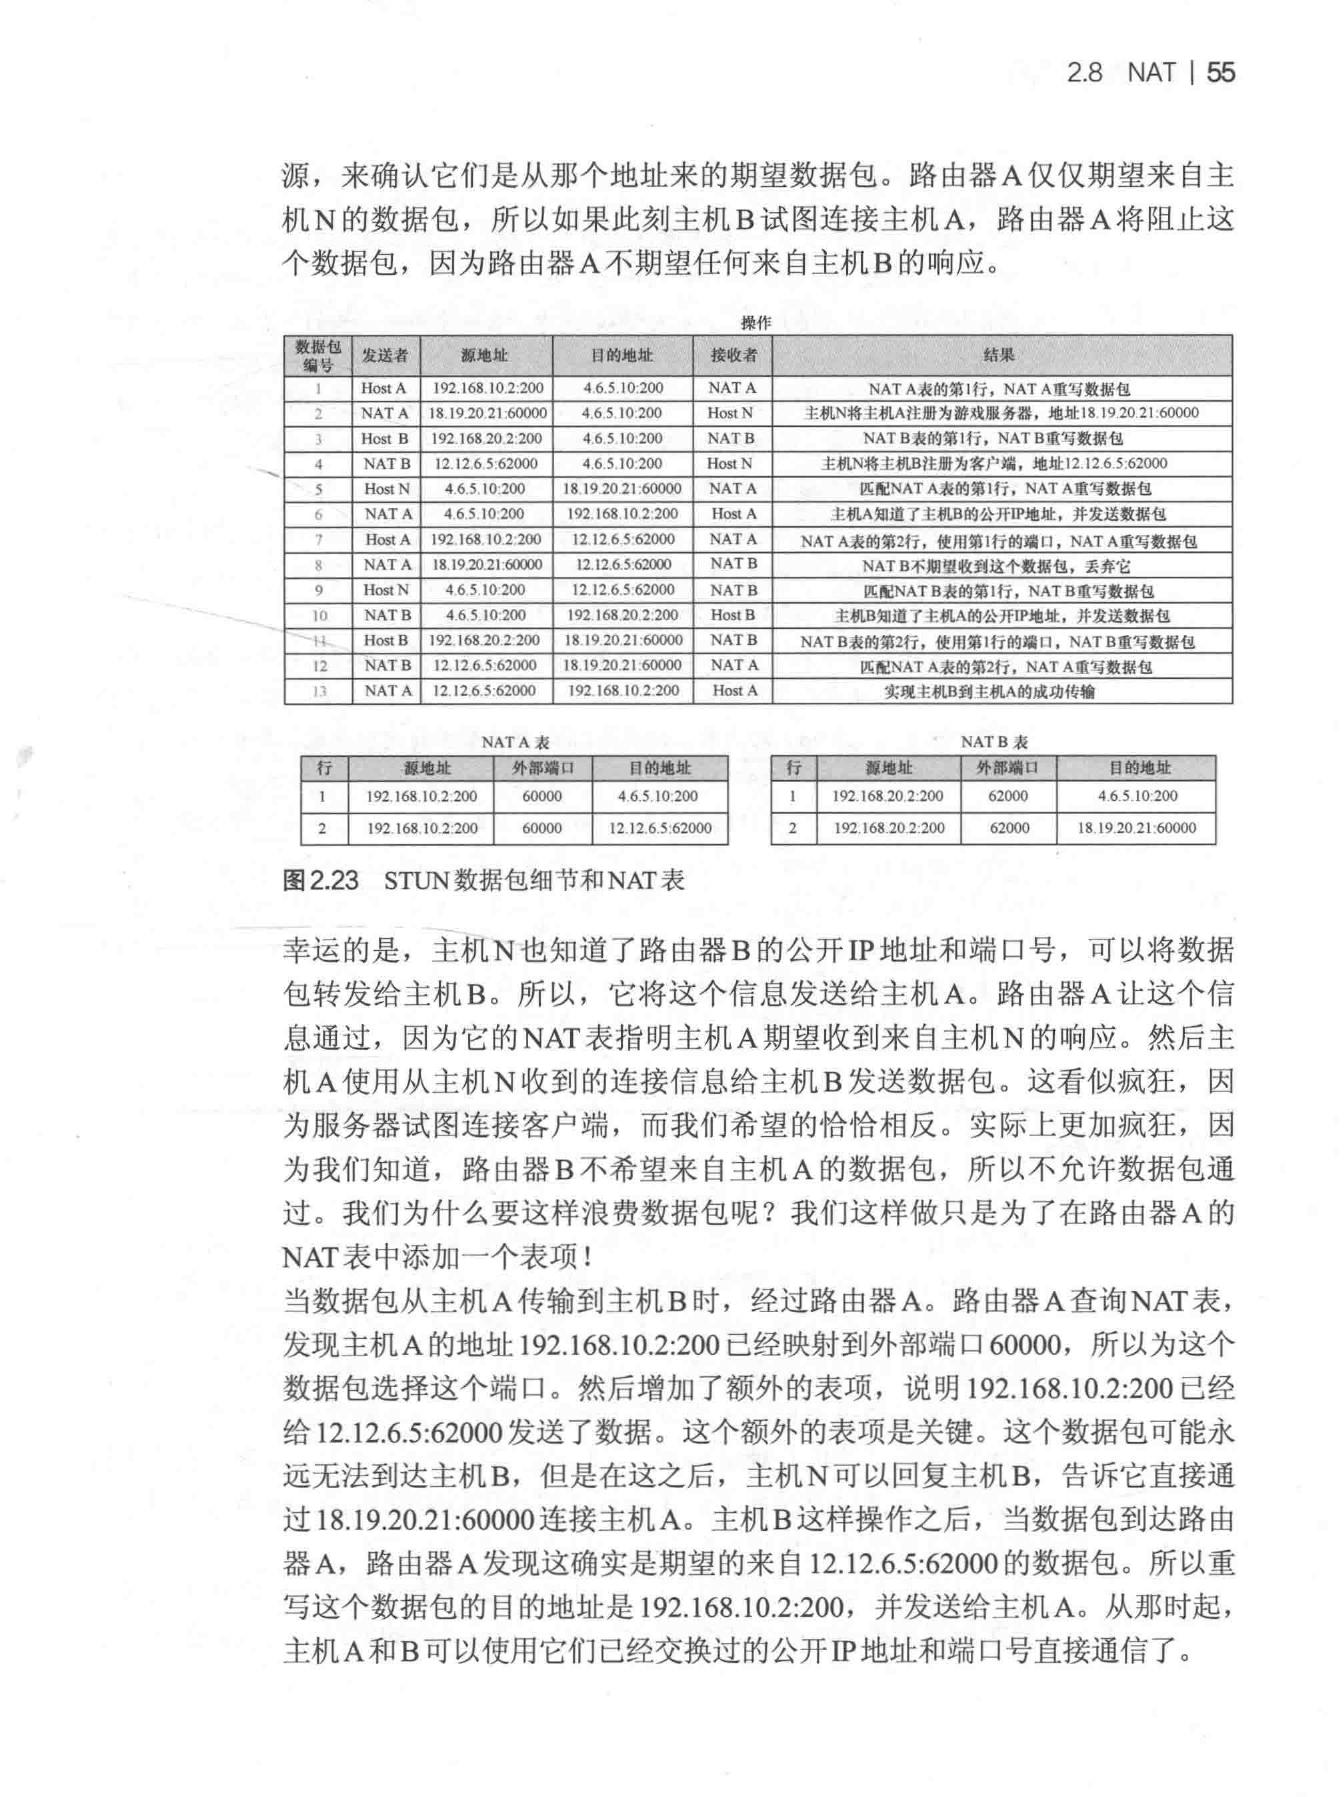 2.8 NAT | 55
源，来确认它们是从那个地址来的期望数据包。路由器A仅仅期望来自主
机N的数据包，所以如果此刻主机B试图连接主机A，路由器A将阻止这
个数据包，因为路由器A不期望任何来自主机B的响应。
操作
数据包编号 发送者 源地址 目的地址 接收者 结果
1 Host A 192.168.10.2:200 4.6.5.10:200 NAT A NAT A表的第1行，NAT A重写数据包
2 NAT A 18.19.20.21:60000 4.6.5.10:200 Host N 主机N将主机A注册为游戏服务器，地址18.19.20.21:60000
3 Host B 192.168.20.2:200 4.6.5.10:200 NAT B NAT B表的第1行，NAT B重写数据包
4 NAT B 12.12.6.5:62000 4.6.5.10:200 Host N 主机N将主机B注册为客户端，地址12.12.6.5:62000
5 Host N 4.6.5.10:200 18.19.20.21:60000 NAT A 匹配NAT A表的第1行，NAT A重写数据包
6 NAT A 4.6.5.10:200 192.168.10.2:200 Host A 主机A知道了主机B的公开IP地址，并发送数据包
7 Host A 192.168.10.2:200 12.12.6.5:62000 NAT A NAT A表的第2行，使用第1行的端口，NAT A重写数据包
8 NAT A 18.19.20.21:60000 12.12.6.5:62000 NAT B NAT B不期望收到这个数据包，丢弃它
9 Host N 4.6.5.10:200 12.12.6.5:62000 NAT B 匹配NAT B表的第1行，NAT B重写数据包
10 NAT B 4.6.5.10:200 192.168.20.2:200 Host B 主机B知道了主机A的公开IP地址，并发送数据包
11 Host B 192.168.20.2:200 18.19.20.21:60000 NAT B NAT B表的第2行，使用第1行的端口，NAT B重写数据包
12 NAT B 12.12.6.5:62000 18.19.20.21:60000 NAT A 匹配NAT A表的第2行，NAT A重写数据包
13 NAT A 12.12.6.5:62000 192.168.10.2:200 Host A 实现主机B到主机A的成功传输
NAT A 表
行 源地址 外部端口 目的地址
1 192.168.10.2:200 60000 4.6.5.10:200
2 192.168.10.2:200 60000 12.12.6.5:62000
NAT B 表
行 源地址 外部端口 目的地址
1 192.168.20.2:200 62000 4.6.5.10:200
2 192.168.20.2:200 62000 18.19.20.21:60000
图2.23 STUN数据包细节和NAT表
幸运的是，主机N也知道了路由器B的公开IP地址和端口号，可以将数据
包转发给主机B。所以，它将这个信息发送给主机A。路由器A让这个信
息通过，因为它的NAT表指明主机A期望收到来自主机N的响应。然后主
机A使用从主机N收到的连接信息给主机B发送数据包。这看似疯狂，因
为服务器试图连接客户端，而我们希望的恰恰相反。实际上更加疯狂，因
为我们知道，路由器B不希望来自主机A的数据包，所以不允许数据包通
过。我们为什么要这样浪费数据包呢？我们这样做只是为了在路由器A的
NAT表中添加一个表项！
当数据包从主机A传输到主机B时，经过路由器A。路由器A查询NAT表，
发现主机A的地址192.168.10.2:200已经映射到外部端口60000，所以为这个
数据包选择这个端口。然后增加了额外的表项，说明192.168.10.2:200已经
给12.12.6.5:62000发送了数据。这个额外的表项是关键。这个数据包可能永
远无法到达主机B，但是在这之后，主机N可以回复主机B，告诉它直接通
过18.19.20.21:60000连接主机A。主机B这样操作之后，当数据包到达路由
器A，路由器A发现这确实是期望的来自12.12.6.5:62000的数据包。所以重
写这个数据包的目的地址是192.168.10.2:200，并发送给主机A。从那时起，
主机A和B可以使用它们已经交换过的公开IP地址和端口号直接通信了。